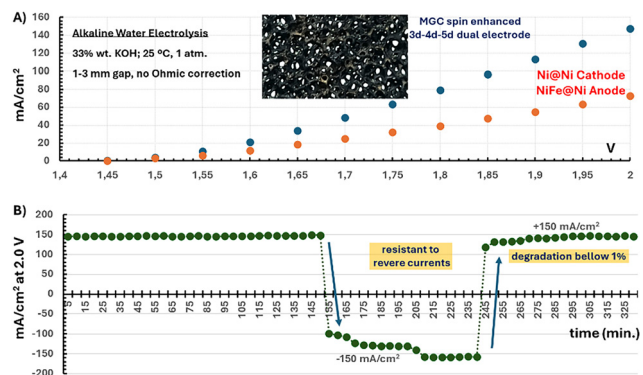 A)
160
140
120
100
80
60
40
20
0
mA/cm²
Alkaline Water Electrolysis
33% wt. KOH; 25 ºC, 1 atm.
1-3 mm gap, no Ohmic correction
MGC spin enhanced
3d-4d-5d dual electrode
Ni@Ni Cathode
NiFe@Ni Anode
V
1,4 1,45 1,5 1,55 1,6 1,65 1,7 1,75 1,8 1,85 1,9 1,95 2
B)
200
150
100
50
0
-50
-100
-150
-200
mA/cm² at 2.0 V
resistant to
revere currents
+150 mA/cm²
degradation bellow 1%
5 15 25 35 45 55 65 75 85 95 105 115 125 135 145 155 165 175 185 195 205 215 225 235 245 255 265 275 285 295 305 315 325
time (min.)
-150 mA/cm²